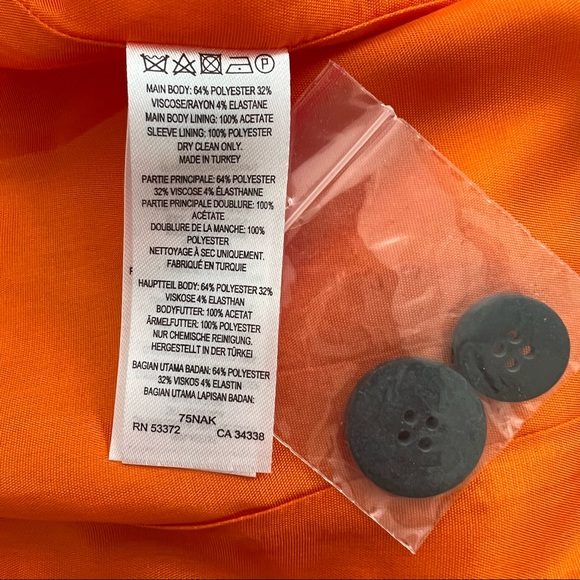 MAIN BODY: 64% POLYESTER 32%
VISCOSE/RAYON 4% ELASTANE
MAIN BODY LINING: 100% ACETATE
SLEEVE LINING: 100% POLYESTER
DRY CLEAN ONLY.
MADE IN TURKEY
PARTIE PRINCIPALE: 64% POLYESTER
32% VISCOSE 4% ÉLASTHANNE
PARTIE PRINCIPALE DOUBLURE: 100%
ACÉTATE
DOUBLURE DE LA MANCHE: 100%
POLYESTER
NETTOYAGE À SEC UNIQUEMENT.
FABRIQUÉ EN TURQUIE
HAUPTTEIL BODY: 64% POLYESTER 32%
VISKOSE 4% ELASTHAN
BODYFUTTER: 100% ACETAT
ÄRMELFUTTER: 100% POLYESTER
NUR CHEMISCHE REINIGUNG.
HERGESTELLT IN DER TÜRKEI
BAGIAN UTAMA BADAN: 64% POLYESTER
32% VISKOS 4% ELASTIN
BAGIAN UTAMA LAPISAN BADAN:
75NAK
RN 53372 CA 34338